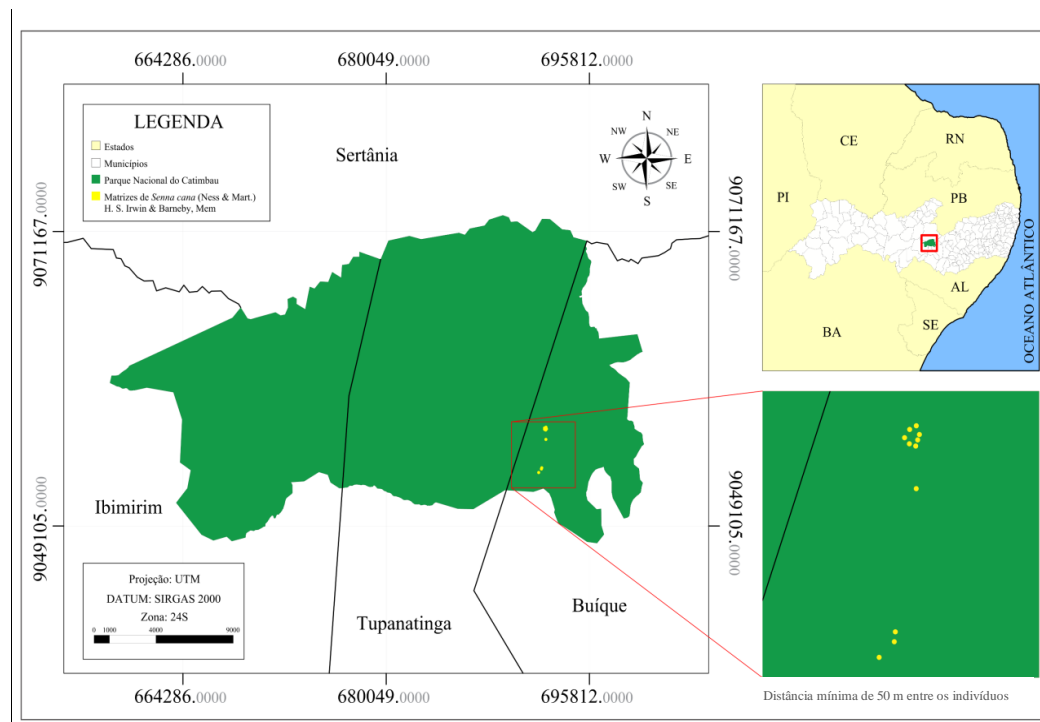 664286.0000
680049.0000
695812.0000
LEGENDA
Estados
Municípios
Parque Nacional do Catimbau
Matrizes de Senna cana (Ness & Mart.)
H. S. Irwin & Barneby, Mem
N
NW
NE
W
E
SW
SE
S
Sertânia
9071167.0000
9071167.0000
9049105.0000
9049105.0000
Ibimirim
Tupanatinga
Buíque
Projeção: UTM
DATUM: SIRGAS 2000
Zona: 24S
0 1000 4000 9000
664286.0000
680049.0000
695812.0000
CE
RN
PI
PB
AL
SE
BA
OCEANO ATLÂNTICO
Distância mínima de 50 m entre os indivíduos